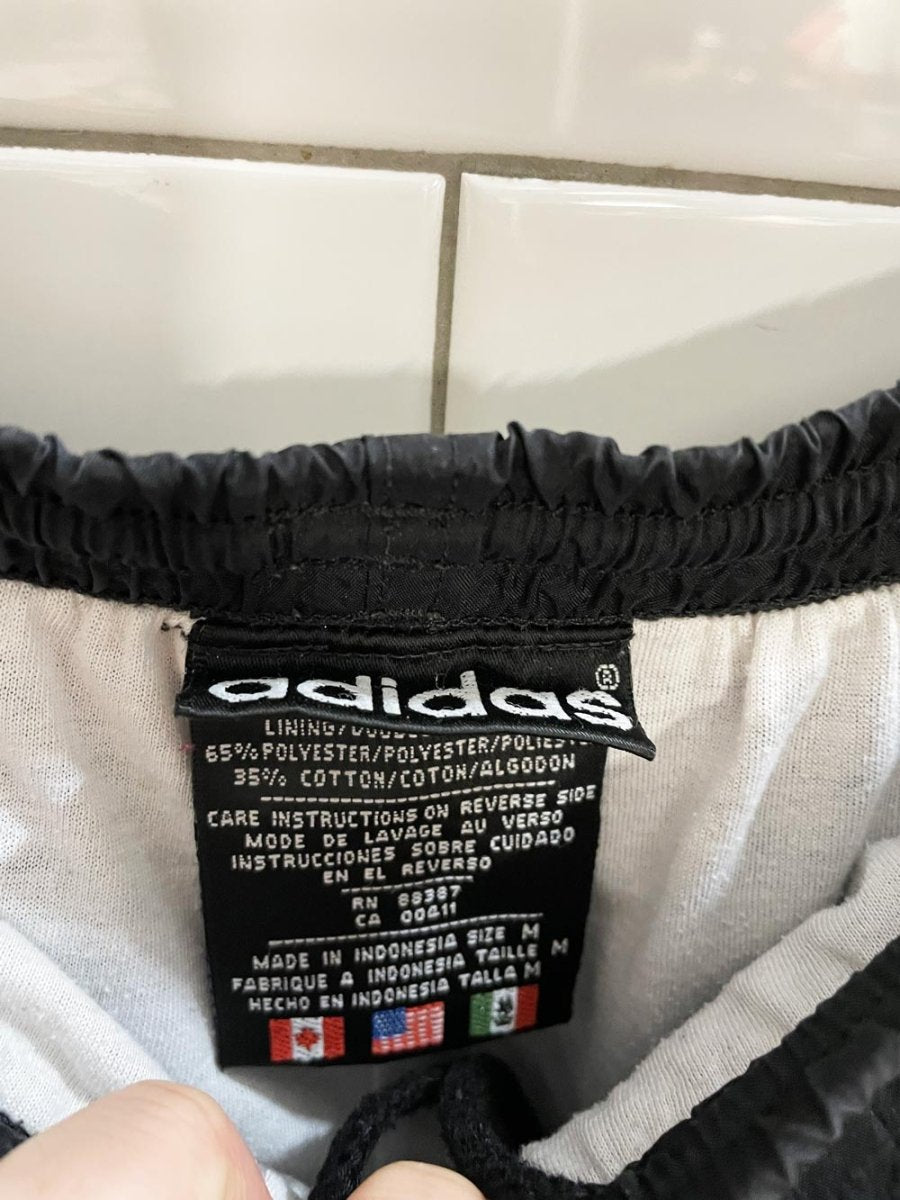 adidas®
LINING/
65% POLYESTER/POLYESTER/
35% COTTON/COTON/ALGODON
CARE INSTRUCTIONS ON REVERSE SIDE
MODE DE LAVAGE AU VERSO
INSTRUCCIONES SOBRE CUIDADO
EN EL REVERSO
RN 88387
CA 00411
MADE IN INDONESIA SIZE M
FABRIQUE A INDONESIA TAILLE M
HECHO EN INDONESIA TALLA M